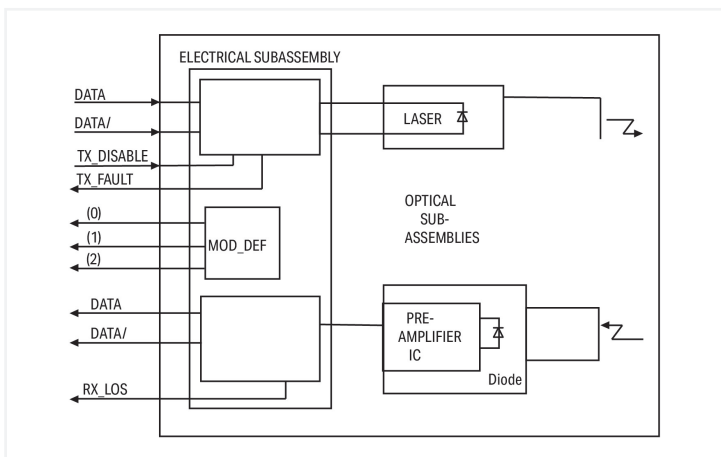 ELECTRICAL SUBASSEMBLY
DATA
DATA/
TX_DISABLE
TX_FAULT
LASER
(0)
(1)
(2)
MOD_DEF
OPTICAL
SUB-
ASSEMBLIES
DATA
DATA/
RX_LOS
PRE-
AMPLIFIER
IC
Diode